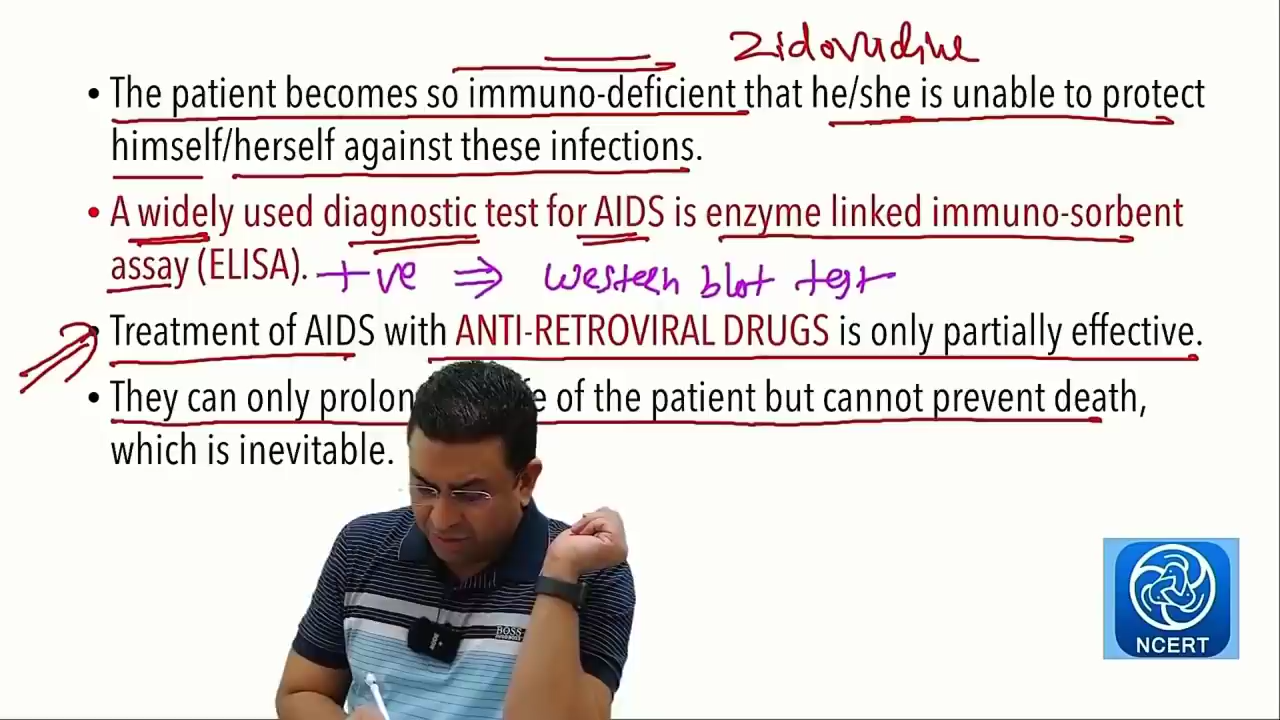 Zidovudine
• The patient becomes so immuno-deficient that he/she is unable to protect
himself/herself against these infections.
• A widely used diagnostic test for AIDS is enzyme linked immuno-sorbent
assay (ELISA). +ve ⇒ Western blot test
• Treatment of AIDS with ANTI-RETROVIRAL DRUGS is only partially effective.
• They can only of the patient but cannot prevent death,
which is inevitable.
BOSS
NCERT